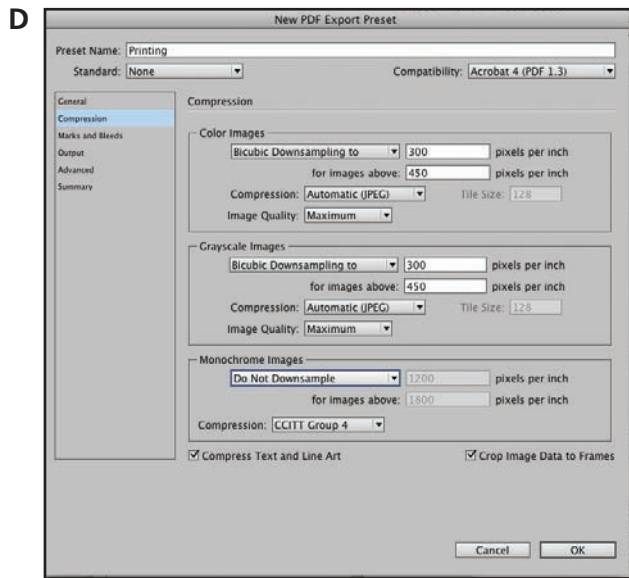 D
New PDF Export Preset
Preset Name: Printing
Standard: None Compatibility: Acrobat 4 (PDF 1.3)
General
Compression
Marks and Bleeds
Output
Advanced
Summary
Compression
Color Images
Bicubic Downsampling to 300 pixels per inch
for images above: 450 pixels per inch
Compression: Automatic (JPEG) Tile Size: 128
Image Quality: Maximum
Grayscale Images
Bicubic Downsampling to 300 pixels per inch
for images above: 450 pixels per inch
Compression: Automatic (JPEG) Tile Size: 128
Image Quality: Maximum
Monochrome Images
Do Not Downsample 1200 pixels per inch
for images above: 1800 pixels per inch
Compression: CCITT Group 4
Compress Text and Line Art Crop Image Data to Frames
Cancel OK